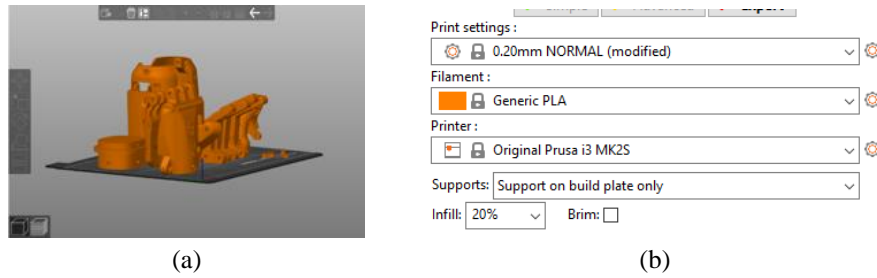 Print settings :
0.20mm NORMAL (modified)
Filament :
Generic PLA
Printer :
Original Prusa i3 MK2S
Supports: Support on build plate only
Infill: 20% Brim:
(a) (b)